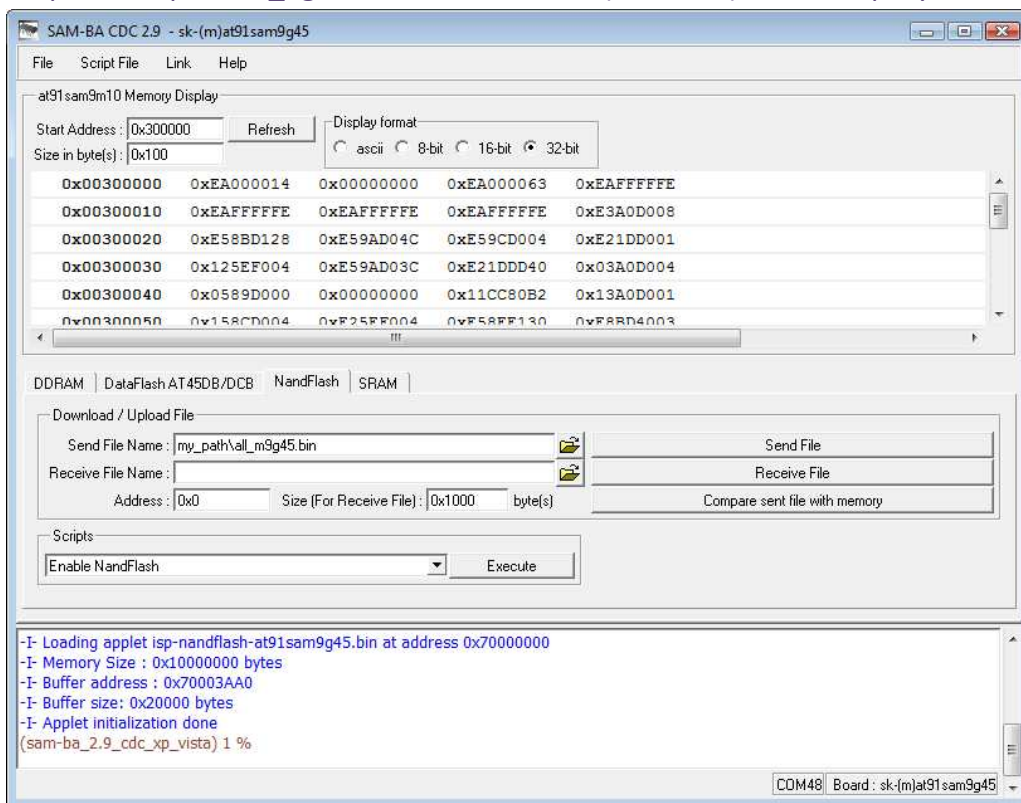 SAM-BA CDC 2.9 - sk-(m)at91sam9g45
File Script File Link Help
at91sam9m10 Memory Display
Start Address : 0x300000 Refresh
Size in byte(s) : 0x100
Display format
ascii 8-bit 16-bit 32-bit
0x00300000 0xEA000014 0x00000000 0xEA000063 0xEAFFFFFE
0x00300010 0xEAFFFFFE 0xEAFFFFFE 0xEAFFFFFE 0xE3A0D008
0x00300020 0xE58BD128 0xE59AD04C 0xE59CD004 0xE21DD001
0x00300030 0x125EF004 0xE59AD03C 0xE21DDD40 0x03A0D004
0x00300040 0x0589D000 0x00000000 0x11CC80B2 0x13A0D001
0x00300050 0x158CD004 0xE25EF004 0xE58EE130 0xE8BD4003
DDRAM DataFlash AT45DB/DCB NandFlash SRAM
Download / Upload File
Send File Name : my_path\all_m9g45.bin Send File
Receive File Name : Receive File
Address : 0x0 Size (For Receive File) : 0x1000 byte(s) Compare sent file with memory
Scripts
Enable NandFlash Execute
-I- Loading applet isp-nandflash-at91sam9g45.bin at address 0x70000000
-I- Memory Size : 0x10000000 bytes
-I- Buffer address : 0x70003AA0
-I- Buffer size: 0x20000 bytes
-I- Applet initialization done
(sam-ba_2.9_cdc_xp_vista) 1 %
COM48 Board : sk-(m)at91sam9g45